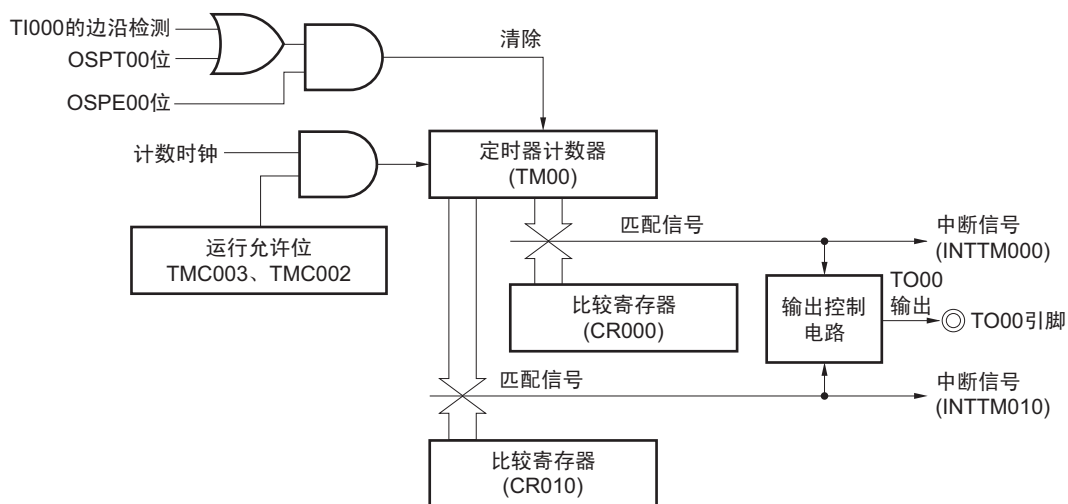 TI000的边沿检测
OSPT00位
OSPE00位
清除
计数时钟
定时器计数器
(TM00)
运行允许位
TMC003、TMC002
匹配信号
中断信号
(INTTM000)
比较寄存器
(CR000)
输出控制
电路
TO00
输出
TO00引脚
匹配信号
中断信号
(INTTM010)
比较寄存器
(CR010)